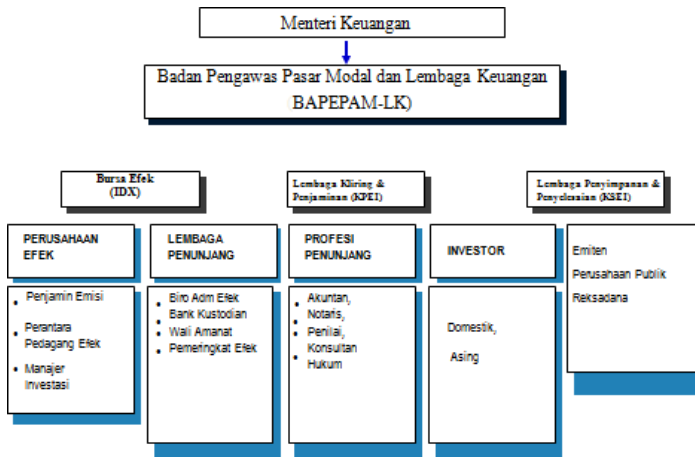 Menteri Keuangan
Badan Pengawas Pasar Modal dan Lembaga Keuangan
(BAPEPAM-LK)
Bursa Efek
(IDX)
Lembaga Kliring &
Penjaminan (KPEI)
Lembaga Penyimpanan &
Penyelesaian (KSEI)
PERUSAHAAN
EFEK
LEMBAGA
PENUNJANG
PROFESI
PENUNJANG
INVESTOR
Emiten
Perusahaan Publik
Reksadana
• Penjamin Emisi
• Perantara
Pedagang Efek
• Manajer
Investasi
• Biro Adm Efek
• Bank Kustodian
• Wali Amanat
• Pemeringkat Efek
• Akuntan,
• Notaris,
• Penilai,
• Konsultan
Hukum
Domestik,
Asing